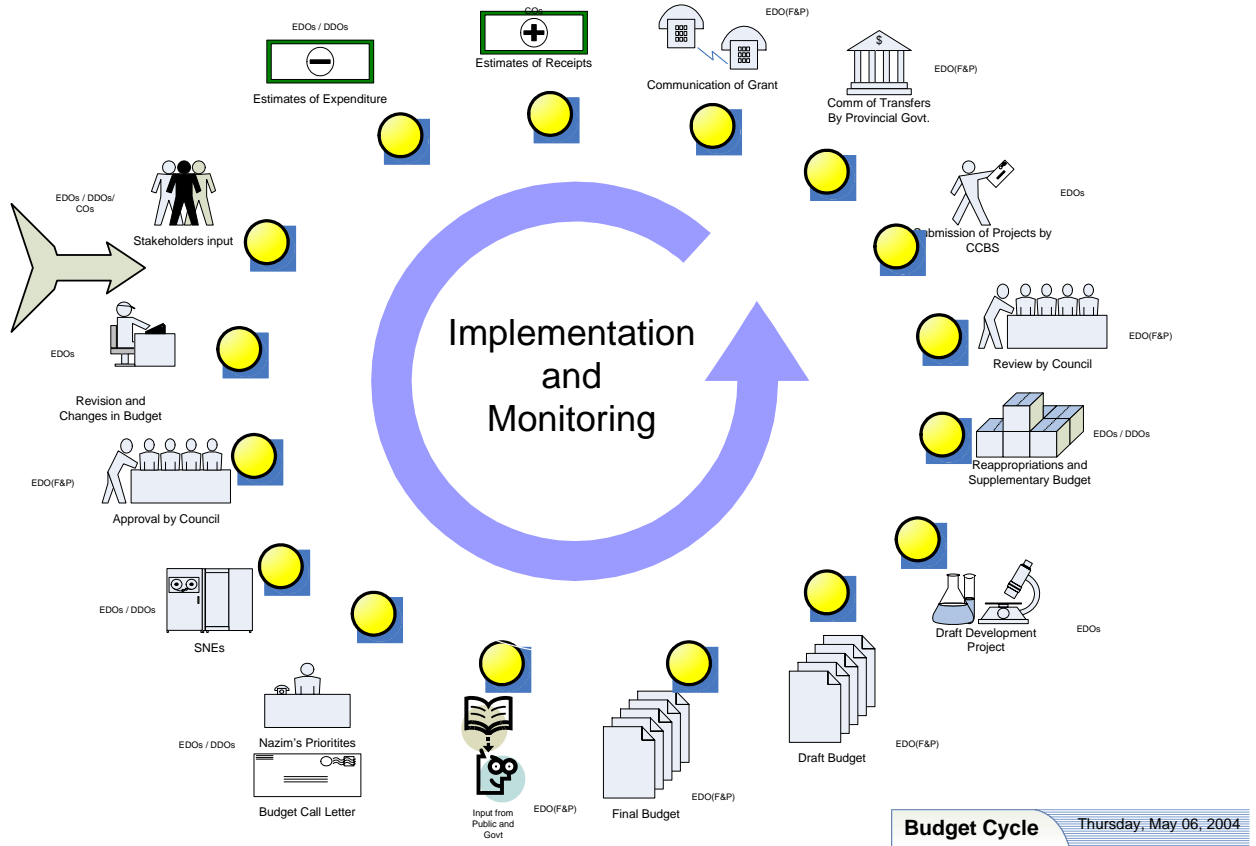 COs
EDO(F&P)
EDOs / DDOs
Estimates of Receipts
Communication of Grant
$
EDO(F&P)
Estimates of Expenditure
Comm of Transfers
By Provincial Govt.
EDOs / DDOs/
COs
Stakeholders input
EDOs
Submission of Projects by
CCBS
Implementation
and
Monitoring
EDOs
Revision and
Changes in Budget
EDO(F&P)
Review by Council
EDOs / DDOs
Reappropriations and
Supplementary Budget
EDO(F&P)
Approval by Council
EDOs / DDOs
SNEs
Draft Development
Project
EDOs
EDOs / DDOs
Nazim's Prioritites
Budget Call Letter
Input from
Public and
Govt
EDO(F&P)
Final Budget
EDO(F&P)
Draft Budget
EDO(F&P)
Budget Cycle
Thursday, May 06, 2004